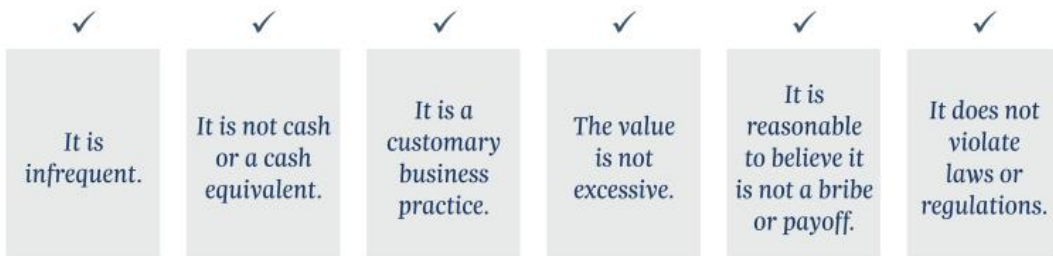 It is
infrequent.
It is not cash
or a cash
equivalent.
It is a
customary
business
practice.
The value
is not
excessive.
It is
reasonable
to believe it
is not a bribe
or payoff.
It does not
violate
laws or
regulations.